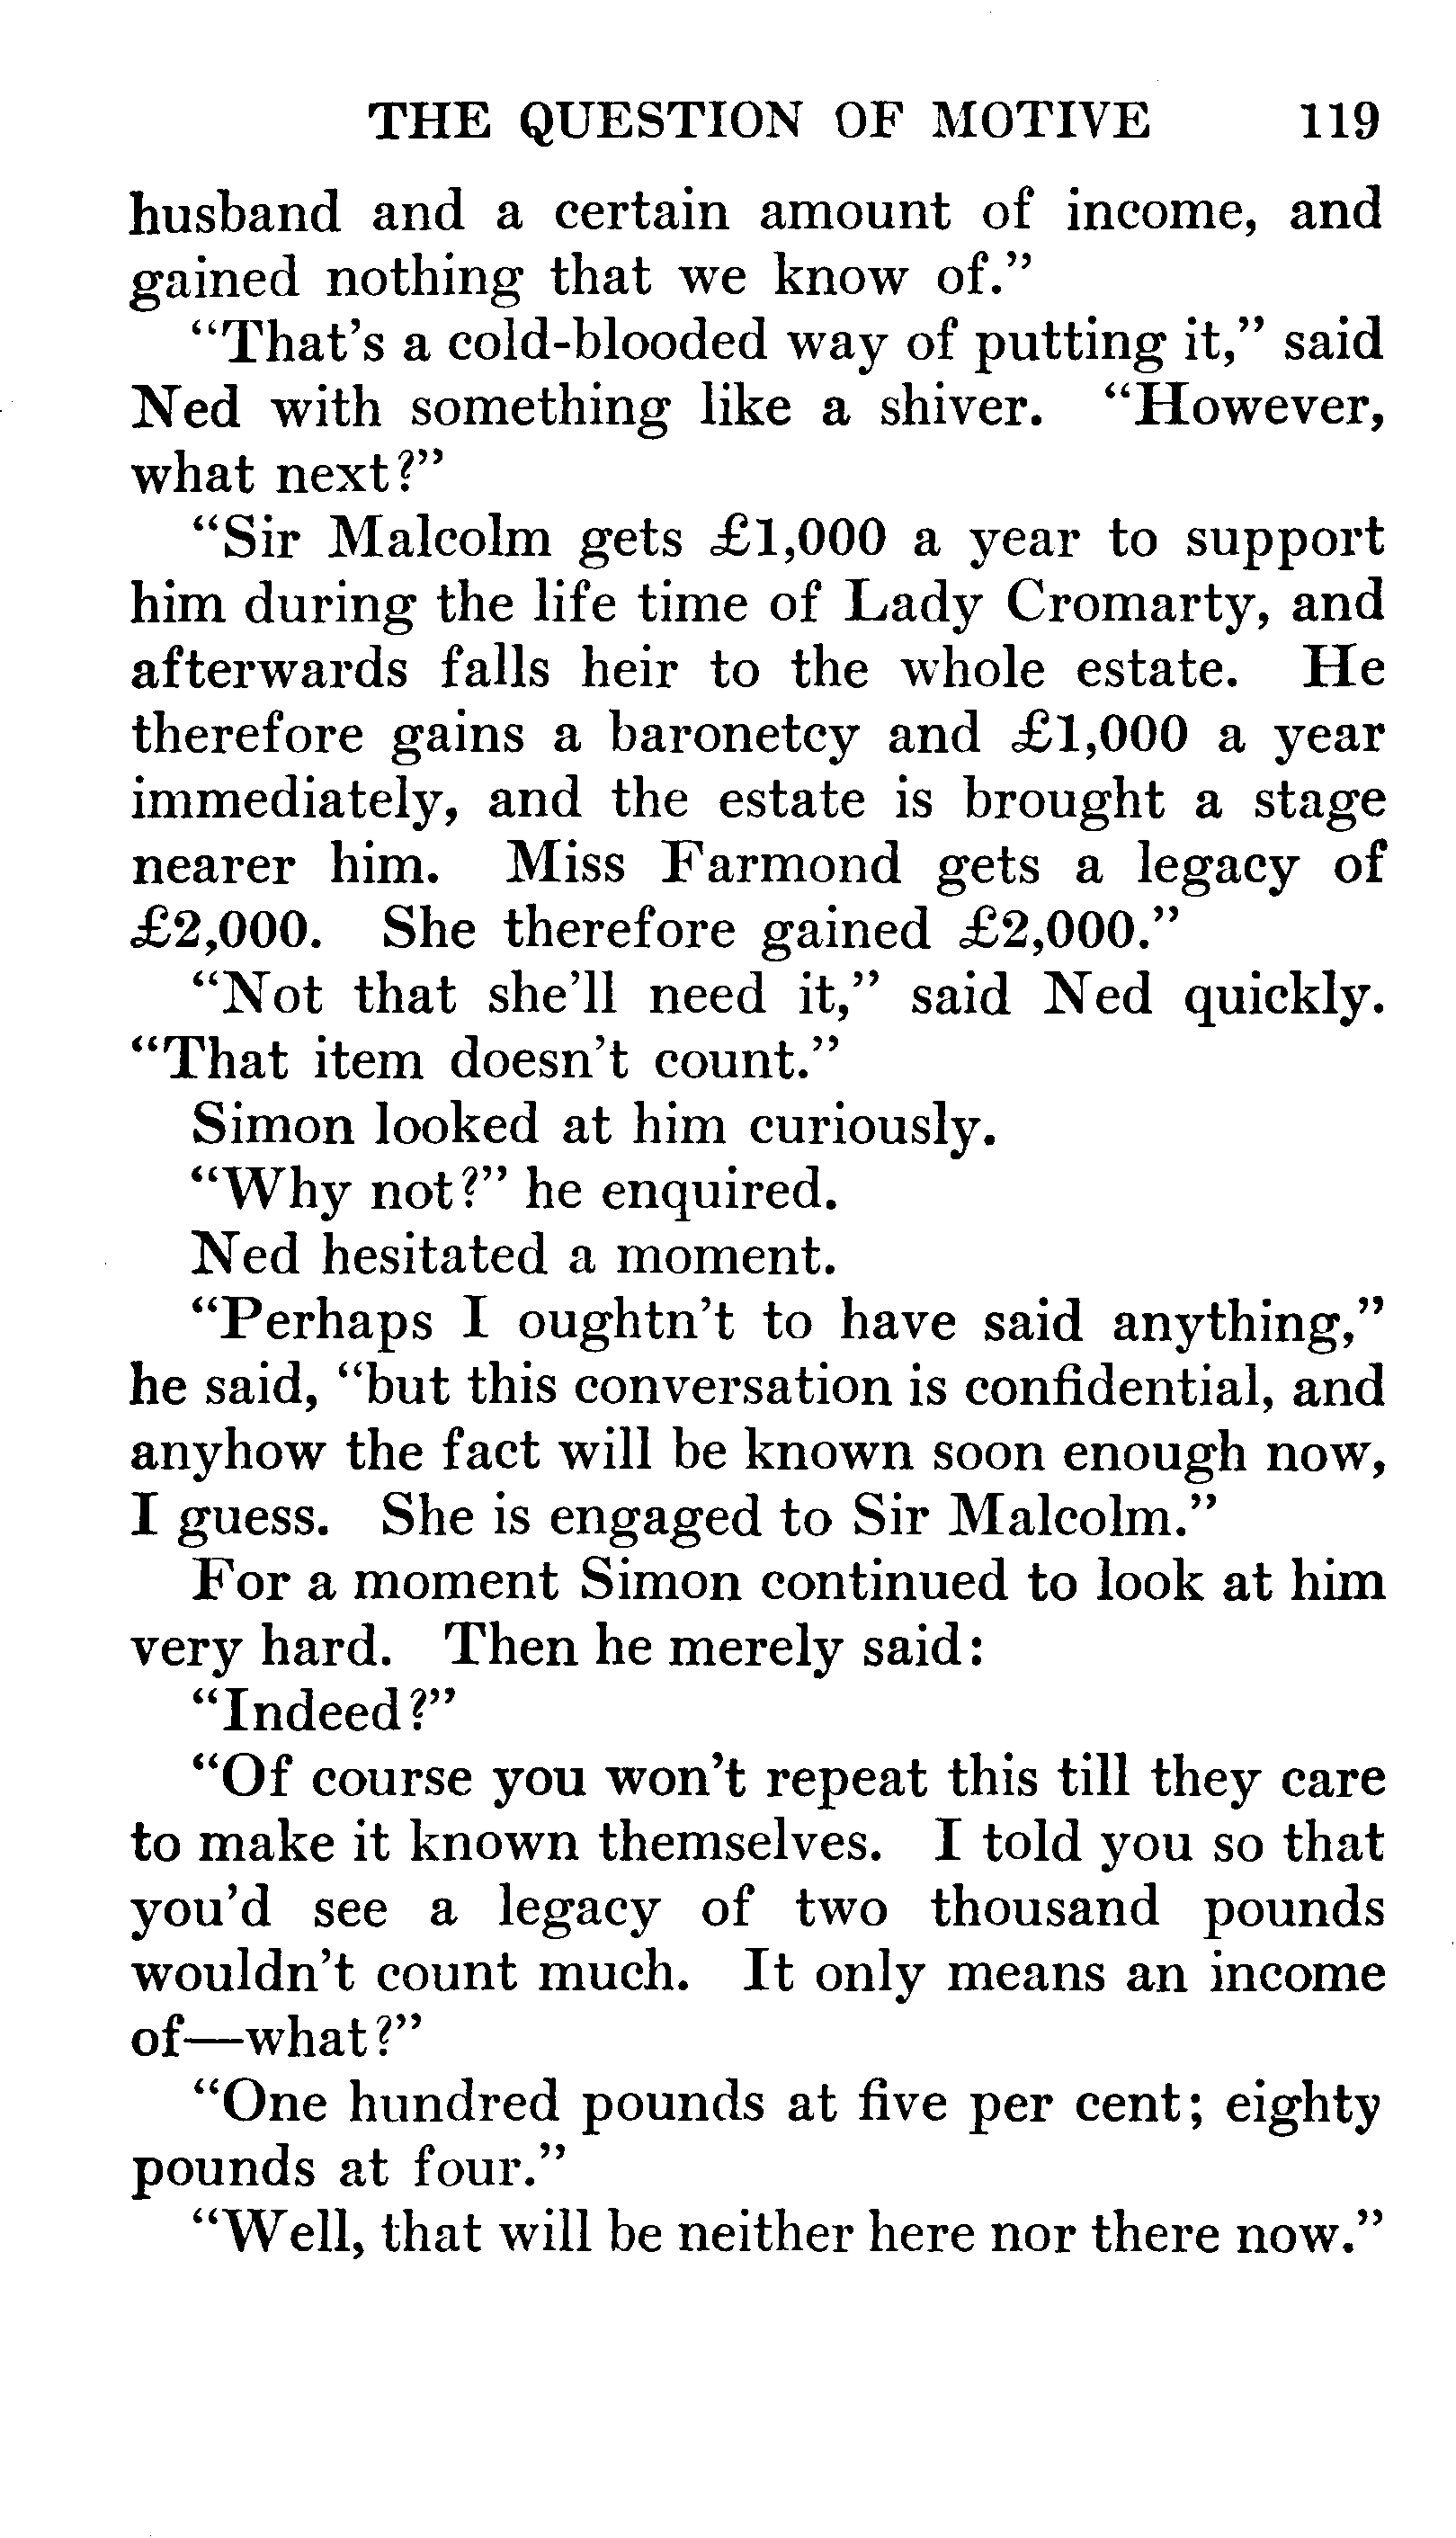 THE QUESTION OF MOTIVE 119
husband and a certain amount of income, and
gained nothing that we know of."
"That's a cold-blooded way of putting it," said
Ned with something like a shiver. "However,
what next?"
"Sir Malcolm gets £1,000 a year to support
him during the life time of Lady Cromarty, and
afterwards falls heir to the whole estate. He
therefore gains a baronetcy and £1,000 a year
immediately, and the estate is brought a stage
nearer him. Miss Farmond gets a legacy of
£2,000. She therefore gained £2,000."
"Not that she'll need it," said Ned quickly.
"That item doesn't count."
Simon looked at him curiously.
"Why not?" he enquired.
Ned hesitated a moment.
"Perhaps I oughtn't to have said anything,"
he said, "but this conversation is confidential, and
anyhow the fact will be known soon enough now,
I guess. She is engaged to Sir Malcolm."
For a moment Simon continued to look at him
very hard. Then he merely said:
"Indeed?"
"Of course you won't repeat this till they care
to make it known themselves. I told you so that
you'd see a legacy of two thousand pounds
wouldn't count much. It only means an income
of—what?"
"One hundred pounds at five per cent; eighty
pounds at four."
"Well, that will be neither here nor there now."